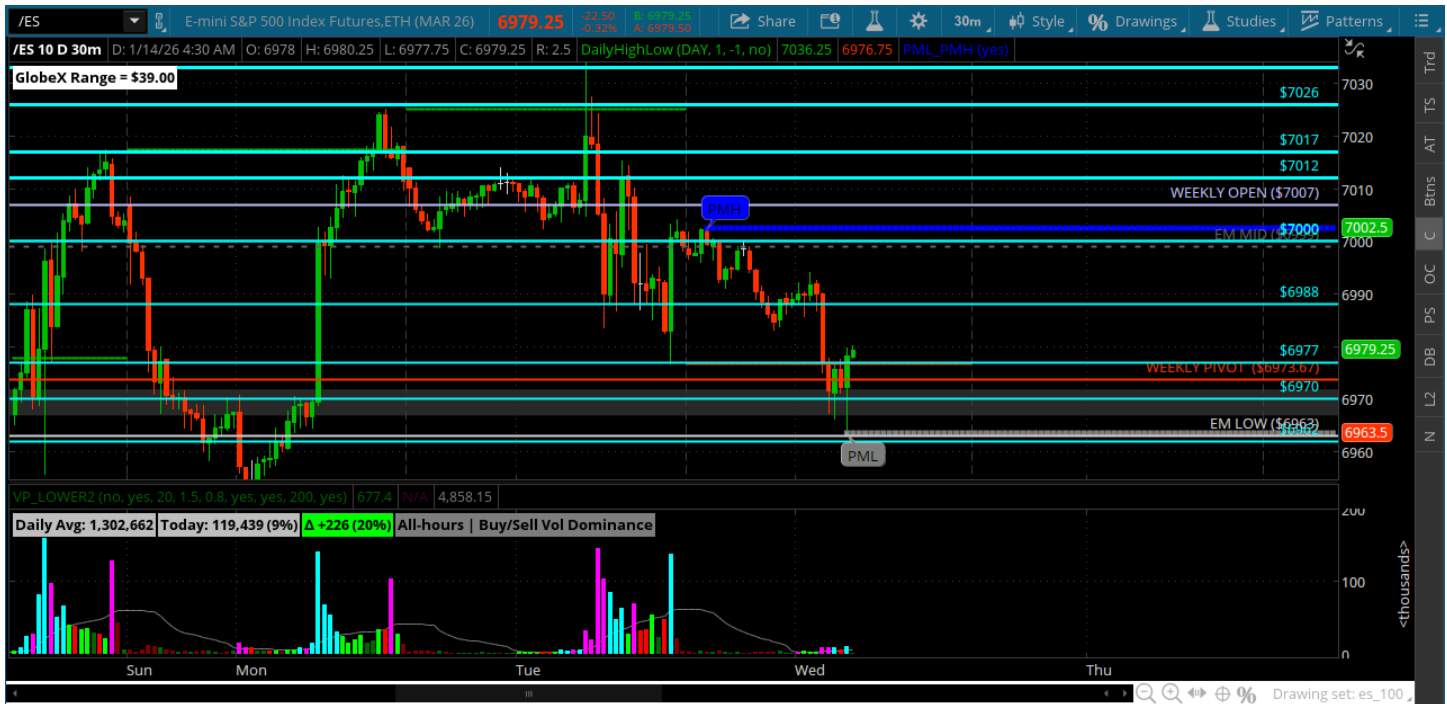 /ES E-mini S&P 500 Index Futures,ETH (MAR 26) 6979.25 -22.50 -0.32% B: 6979.25 A: 6979.50 Share 30m Style Drawings Studies Patterns
/ES 10 D 30m D: 1/14/26 4:30 AM O: 6978 H: 6980.25 L: 6977.75 C: 6979.25 R: 2.5 DailyHighLow (DAY, 1, -1, no) 7036.25 6976.75 PML_PMH (yes)
GlobeX Range = $39.00
7030
$7026
7020
$7017
$7012
7010
WEEKLY OPEN ($7007)
PMH
$7000 7002.5
EM MID
7000
6990
$6988
$6977 6979.25
WEEKLY PIVOT ($6973.67)
$6970
6970
EM LOW ($6963)
6963.5
PML
6960
VP_LOWER2 (no, yes, 20, 1.5, 0.8, yes, yes, 200, yes) 677.4 N/A 4,858.15
Daily Avg: 1,302,662 Today: 119,439 (9%) Δ +226 (20%) All-hours | Buy/Sell Vol Dominance
200
100
0
<thousands>
Sun Mon Tue Wed Thu
Drawing set: es_100
Trd
TS
AT
Btns
C
OC
PS
DB
L2
N